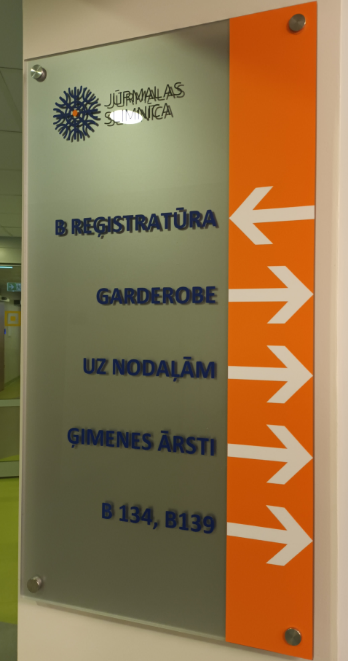 JŪRMALAS
SLIMNĪCA
B REĢISTRATŪRA
GARDEROBE
UZ NODAĻĀM
ĢIMENES ĀRSTI
B 134, B139